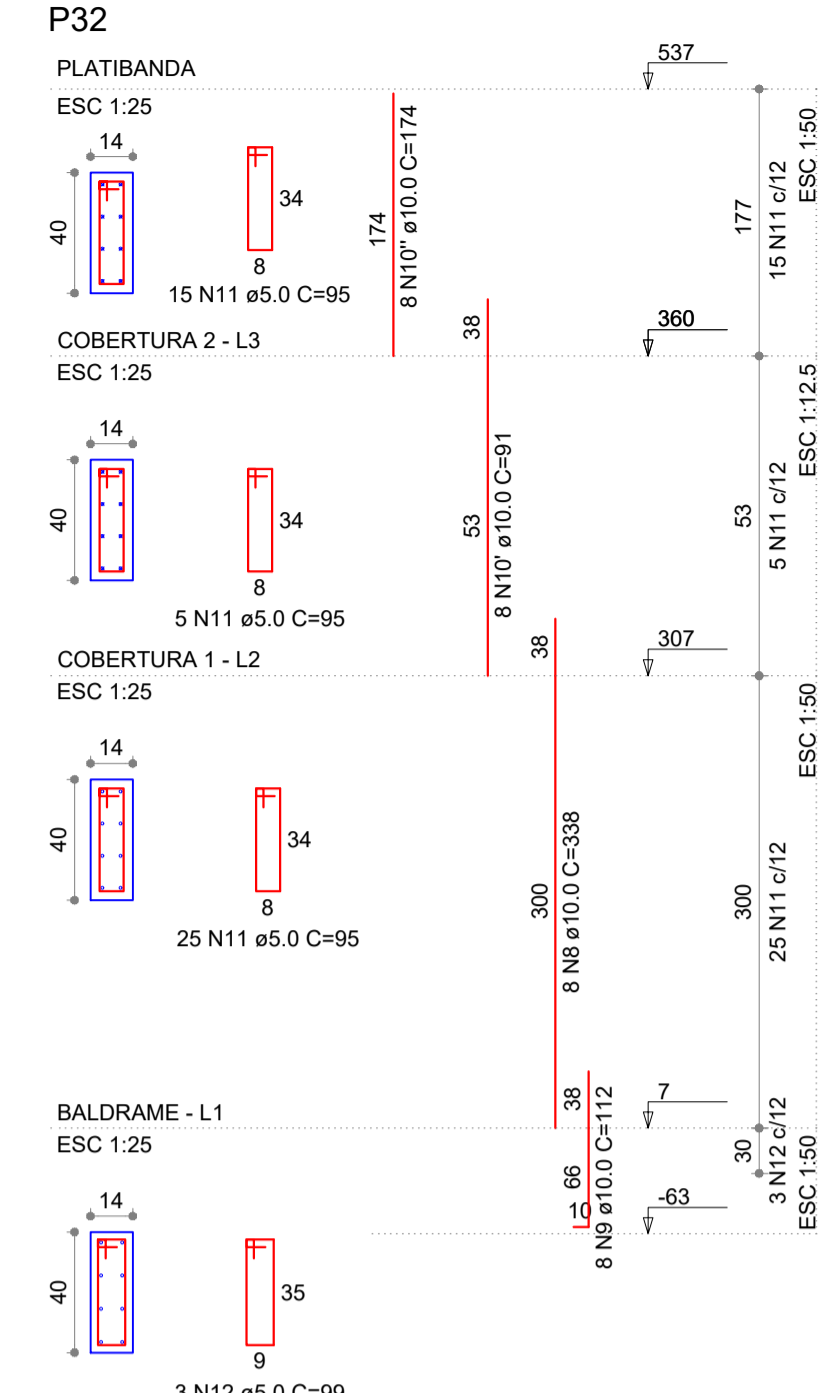 P32
PLATIBANDA
537
ESC 1:25
14
40
34
8
15 N11 ø5.0 C=95
174
8 N10'' ø10.0 C=174
177
15 N11 c/12
ESC 1:50
38
COBERTURA 2 - L3
360
ESC 1:25
14
40
34
8
5 N11 ø5.0 C=95
53
8 N10' ø10.0 C=91
53
5 N11 c/12
ESC 1:12.5
38
COBERTURA 1 - L2
307
ESC 1:25
14
40
34
8
25 N11 ø5.0 C=95
300
8 N8 ø10.0 C=338
300
25 N11 c/12
ESC 1:50
38
BALDRAME - L1
7
ESC 1:25
14
40
35
9
3 N12 ø5.0 C=99
66
10
8 N9 ø10.0 C=112
-63
30
3 N12 c/12
ESC 1:50